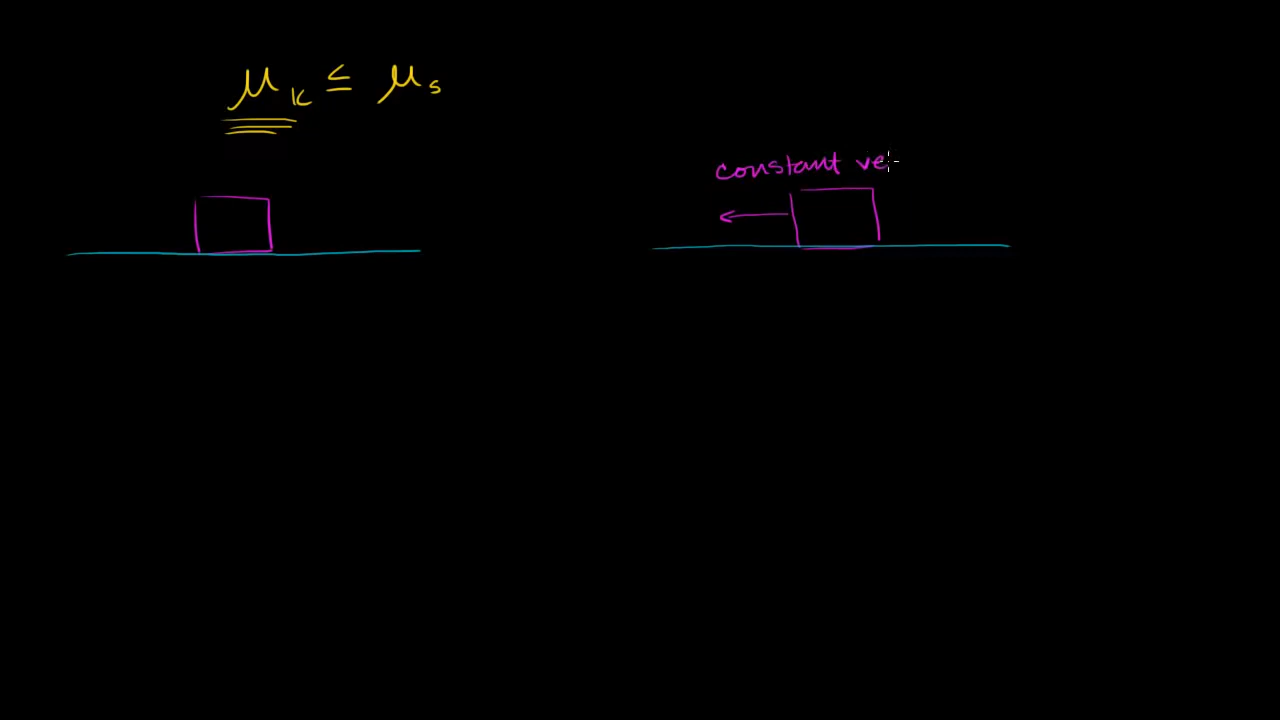 μₖ ≤ μₛ
constant ve